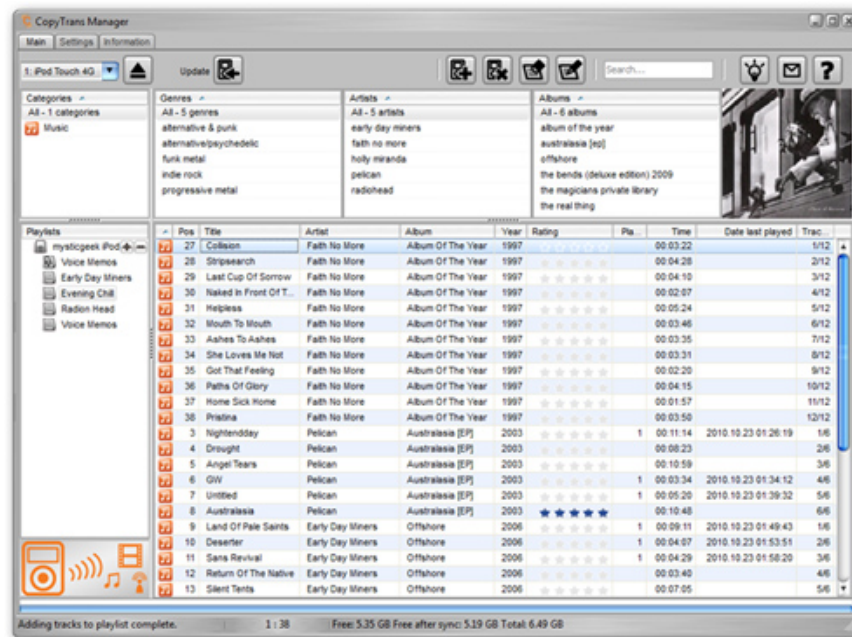 CopyTrans Manager
Main Settings Information
1: iPod Touch 4G Update Search....
Categories Genres Artists Albums
All - 1 categories All - 5 genres All - 5 artists All - 6 albums
Music alternative & punk early day miners album of the year
alternative/psychedelic faith no more australasia [ep]
funk metal holly miranda offshore
indie rock pelican the bends (deluxe edition) 2009
progressive metal radiohead the magicians private library
the real thing
Playlists
mysticgeek iPod
Voice Memos
Early Day Miners
Evening Chill
Radion Head
Voice Memos
Pos Title Artist Album Year Rating Pla... Time Date last played Trac...
27 Collision Faith No More Album Of The Year 1997 00:03:22 1/12
28 Stripsearch Faith No More Album Of The Year 1997 00:04:28 2/12
29 Last Cup Of Sorrow Faith No More Album Of The Year 1997 00:04:10 3/12
30 Naked In Front Of T... Faith No More Album Of The Year 1997 00:02:07 4/12
31 Helpless Faith No More Album Of The Year 1997 00:05:24 5/12
32 Mouth To Mouth Faith No More Album Of The Year 1997 00:03:46 6/12
33 Ashes To Ashes Faith No More Album Of The Year 1997 00:03:35 7/12
34 She Loves Me Not Faith No More Album Of The Year 1997 00:03:31 8/12
35 Got That Feeling Faith No More Album Of The Year 1997 00:02:20 9/12
36 Paths Of Glory Faith No More Album Of The Year 1997 00:04:15 10/12
37 Home Sick Home Faith No More Album Of The Year 1997 00:01:57 11/12
38 Pristina Faith No More Album Of The Year 1997 00:03:50 12/12
3 Nightendday Pelican Australasia [EP] 2003 1 00:11:14 2010.10.23 01:26:19 1/6
4 Drought Pelican Australasia [EP] 2003 00:08:23 2/6
5 Angel Tears Pelican Australasia [EP] 2003 00:10:59 3/6
6 GW Pelican Australasia [EP] 2003 1 00:03:34 2010.10.23 01:34:12 4/6
7 Untitled Pelican Australasia [EP] 2003 1 00:05:20 2010.10.23 01:39:32 5/6
8 Australasia Pelican Australasia [EP] 2003 00:10:48 6/6
9 Land Of Pale Saints Early Day Miners Offshore 2006 1 00:09:11 2010.10.23 01:49:43 1/6
10 Deserter Early Day Miners Offshore 2006 1 00:04:07 2010.10.23 01:53:51 2/6
11 Sans Revival Early Day Miners Offshore 2006 1 00:04:29 2010.10.23 01:58:20 3/6
12 Return Of The Native Early Day Miners Offshore 2006 00:03:40 4/6
13 Silent Tents Early Day Miners Offshore 2006 00:07:05 5/6
Adding tracks to playlist complete. 1 : 38 Free: 5.35 GB Free after sync: 5.19 GB Total: 6.49 GB